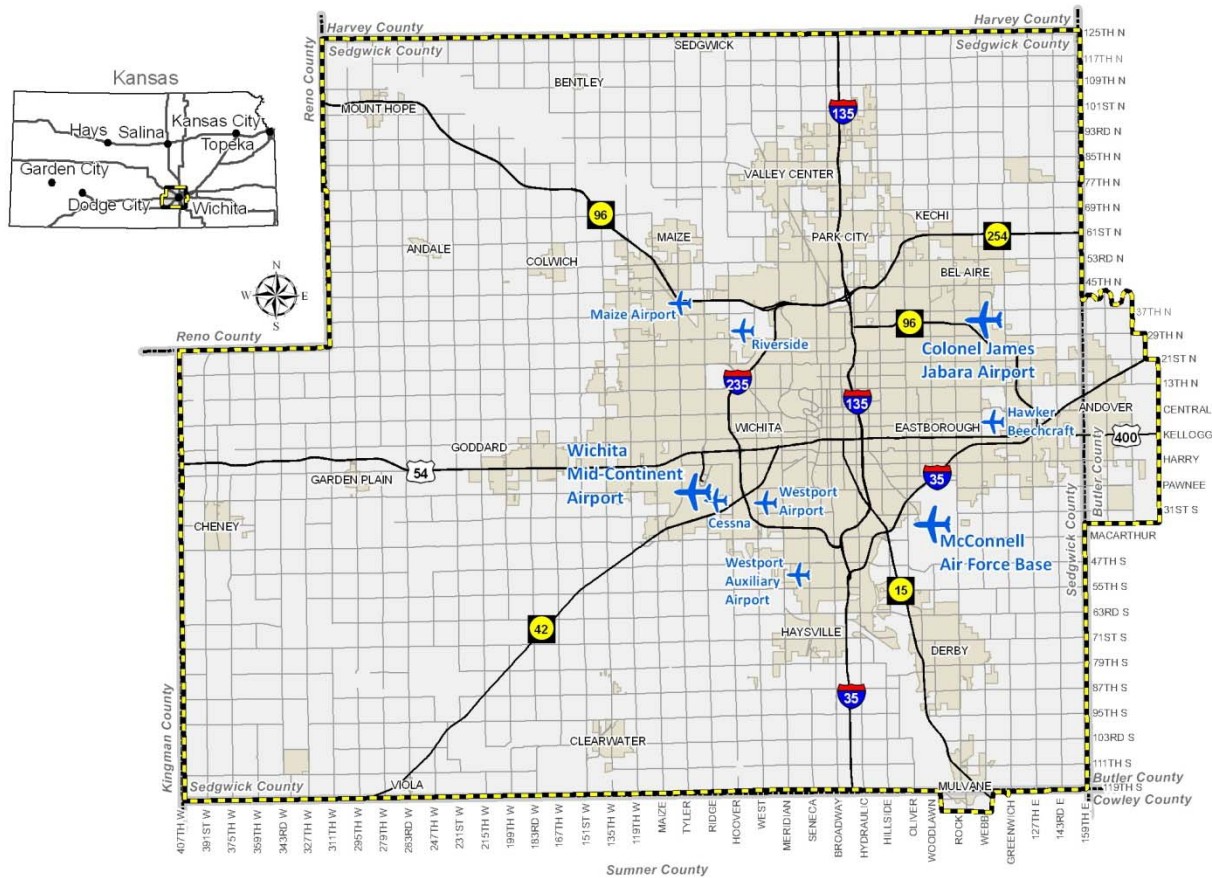 Harvey County
Sedgwick County
Harvey County
Sedgwick County
Reno County
SEDGWICK
BENTLEY
MOUNT HOPE
135
VALLEY CENTER
KECHI
96
MAIZE
PARK CITY
254
ANDALE
COLWICH
BEL AIRE
Kansas
Hays
Salina
Kansas City
Topeka
Garden City
Dodge City
Wichita
N
W
E
S
Reno County
Maize Airport
Riverside
96
Colonel James
Jabara Airport
235
135
WICHITA
EASTBOROUGH
Hawker
Beechcraft
ANDOVER
400
GODDARD
54
GARDEN PLAIN
Wichita
Mid-Continent
Airport
Cessna
Westport
Airport
35
CHENEY
McConnell
Air Force Base
Westport
Auxiliary
Airport
15
42
HAYSVILLE
DERBY
35
CLEARWATER
VIOLA
MULVANE
Kingman County
Sedgwick County
Sedgwick County
Butler County
Butler County
Cowley County
Sumner County
125TH N
117TH N
109TH N
101ST N
93RD N
85TH N
77TH N
69TH N
61ST N
53RD N
45TH N
37TH N
29TH N
21ST N
13TH N
CENTRAL
KELLOGG
HARRY
PAWNEE
31ST S
MACARTHUR
47TH S
55TH S
63RD S
71ST S
79TH S
87TH S
95TH S
103RD S
111TH S
119TH S
407TH W
391ST W
375TH W
359TH W
343RD W
327TH W
311TH W
295TH W
279TH W
263RD W
247TH W
231ST W
215TH W
199TH W
183RD W
167TH W
151ST W
135TH W
119TH W
MAIZE
TYLER
RIDGE
HOOVER
WEST
MERIDIAN
SENECA
BROADWAY
HYDRAULIC
HILLSIDE
OLIVER
WOODLAWN
ROCK
WEBB
GREENWICH
127TH E
143RD E
159TH E